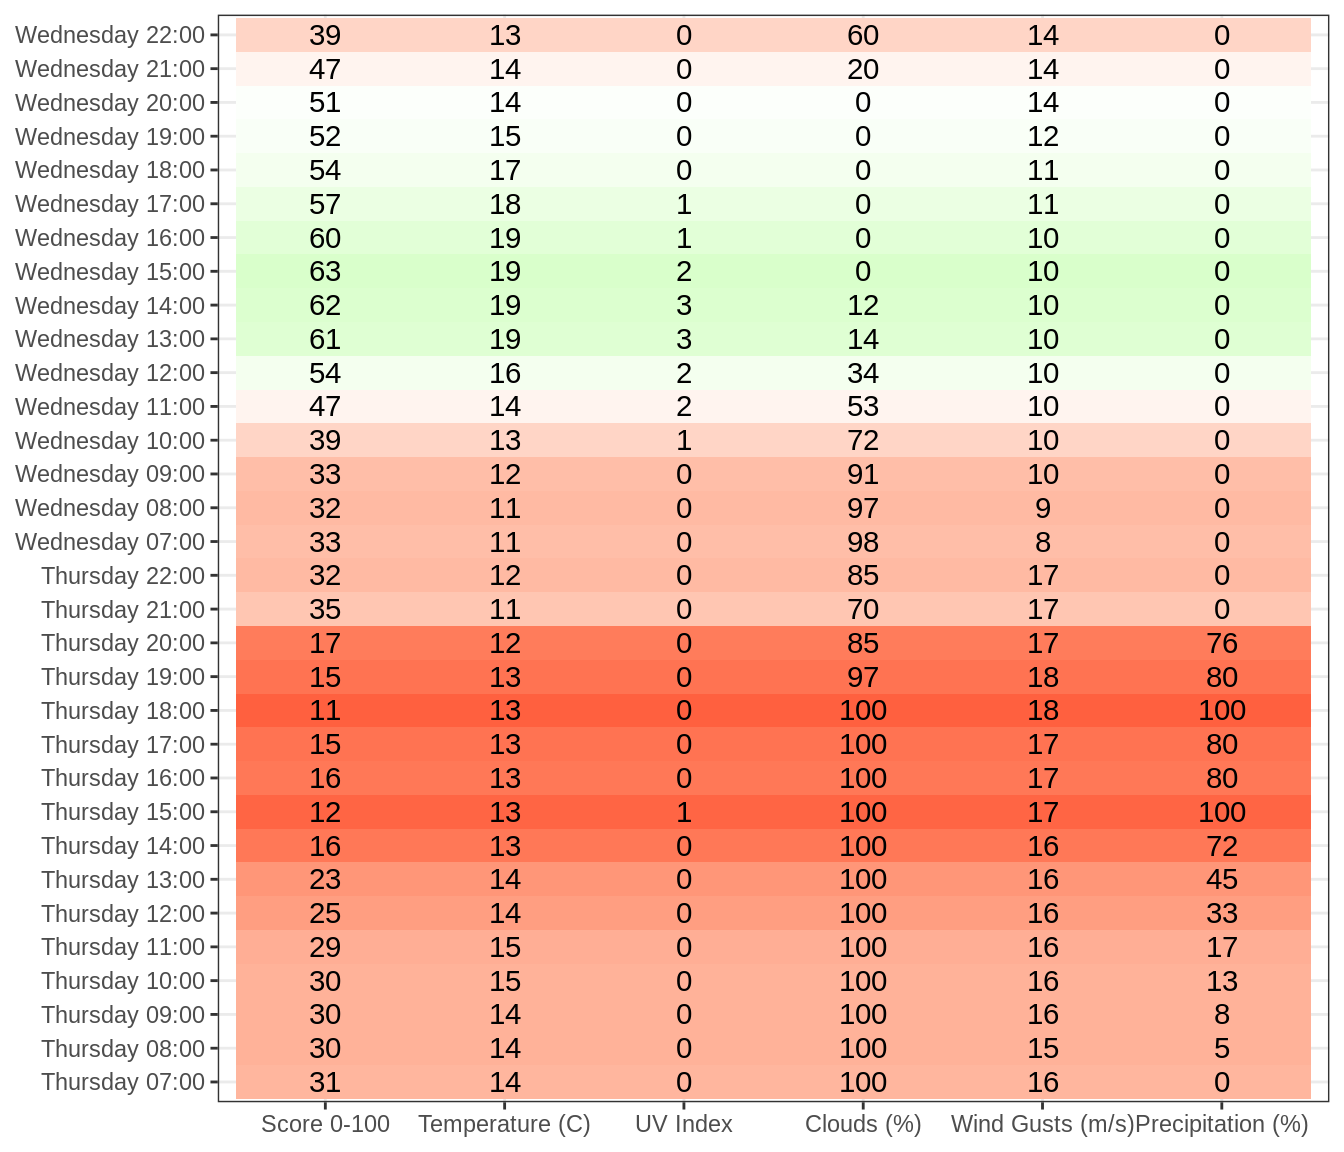 Wednesday 22:00 39 13 0 60 14 0
Wednesday 21:00 47 14 0 20 14 0
Wednesday 20:00 51 14 0 0 14 0
Wednesday 19:00 52 15 0 0 12 0
Wednesday 18:00 54 17 0 0 11 0
Wednesday 17:00 57 18 1 0 11 0
Wednesday 16:00 60 19 1 0 10 0
Wednesday 15:00 63 19 2 0 10 0
Wednesday 14:00 62 19 3 12 10 0
Wednesday 13:00 61 19 3 14 10 0
Wednesday 12:00 54 16 2 34 10 0
Wednesday 11:00 47 14 2 53 10 0
Wednesday 10:00 39 13 1 72 10 0
Wednesday 09:00 33 12 0 91 10 0
Wednesday 08:00 32 11 0 97 9 0
Wednesday 07:00 33 11 0 98 8 0
Thursday 22:00 32 12 0 85 17 0
Thursday 21:00 35 11 0 70 17 0
Thursday 20:00 17 12 0 85 17 76
Thursday 19:00 15 13 0 97 18 80
Thursday 18:00 11 13 0 100 18 100
Thursday 17:00 15 13 0 100 17 80
Thursday 16:00 16 13 0 100 17 80
Thursday 15:00 12 13 1 100 17 100
Thursday 14:00 16 13 0 100 16 72
Thursday 13:00 23 14 0 100 16 45
Thursday 12:00 25 14 0 100 16 33
Thursday 11:00 29 15 0 100 16 17
Thursday 10:00 30 15 0 100 16 13
Thursday 09:00 30 14 0 100 16 8
Thursday 08:00 30 14 0 100 15 5
Thursday 07:00 31 14 0 100 16 0
Score 0-100 Temperature (C) UV Index Clouds (%) Wind Gusts (m/s) Precipitation (%)